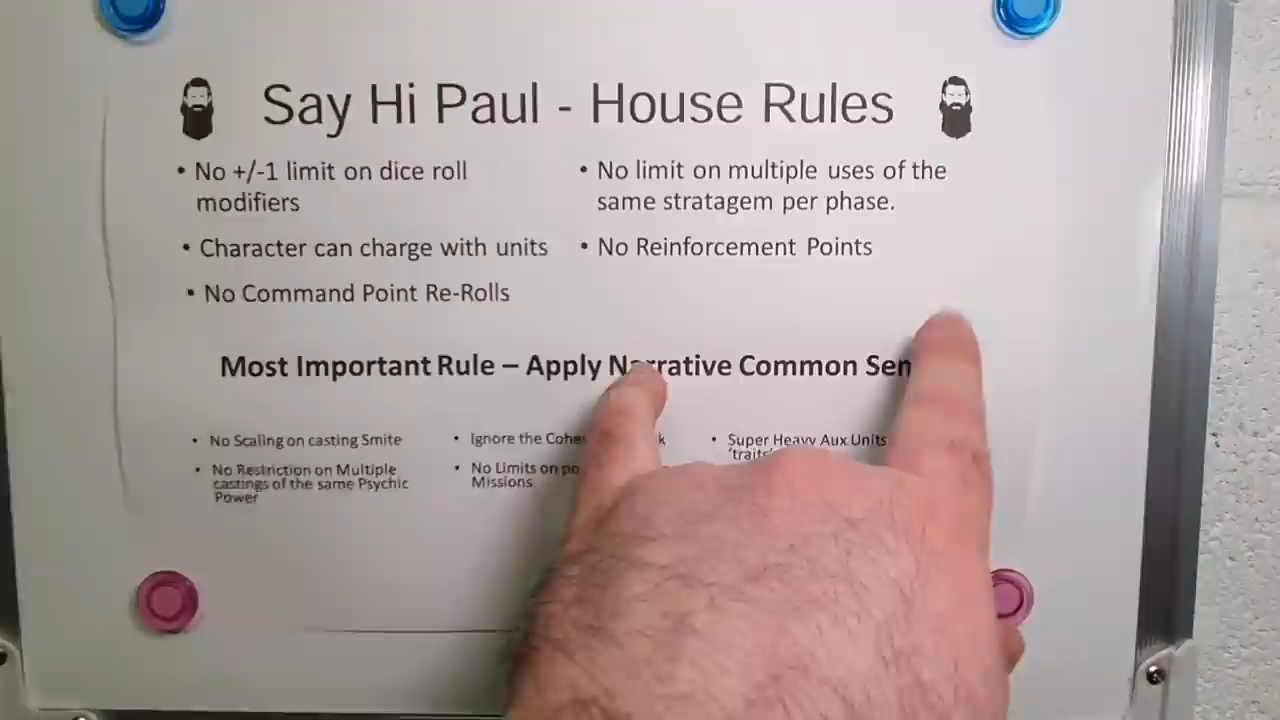 Say Hi Paul - House Rules
• No +/-1 limit on dice roll
modifiers
• Character can charge with units
• No Command Point Re-Rolls
• No limit on multiple uses of the
same stratagem per phase.
• No Reinforcement Points
Most Important Rule – Apply Narrative Common
• No Scaling on casting Smite
• No Restriction on Multiple
castings of the same Psychic
Power
• Ignore the
• No Limits on
Missions
• Super Heavy Aux Units